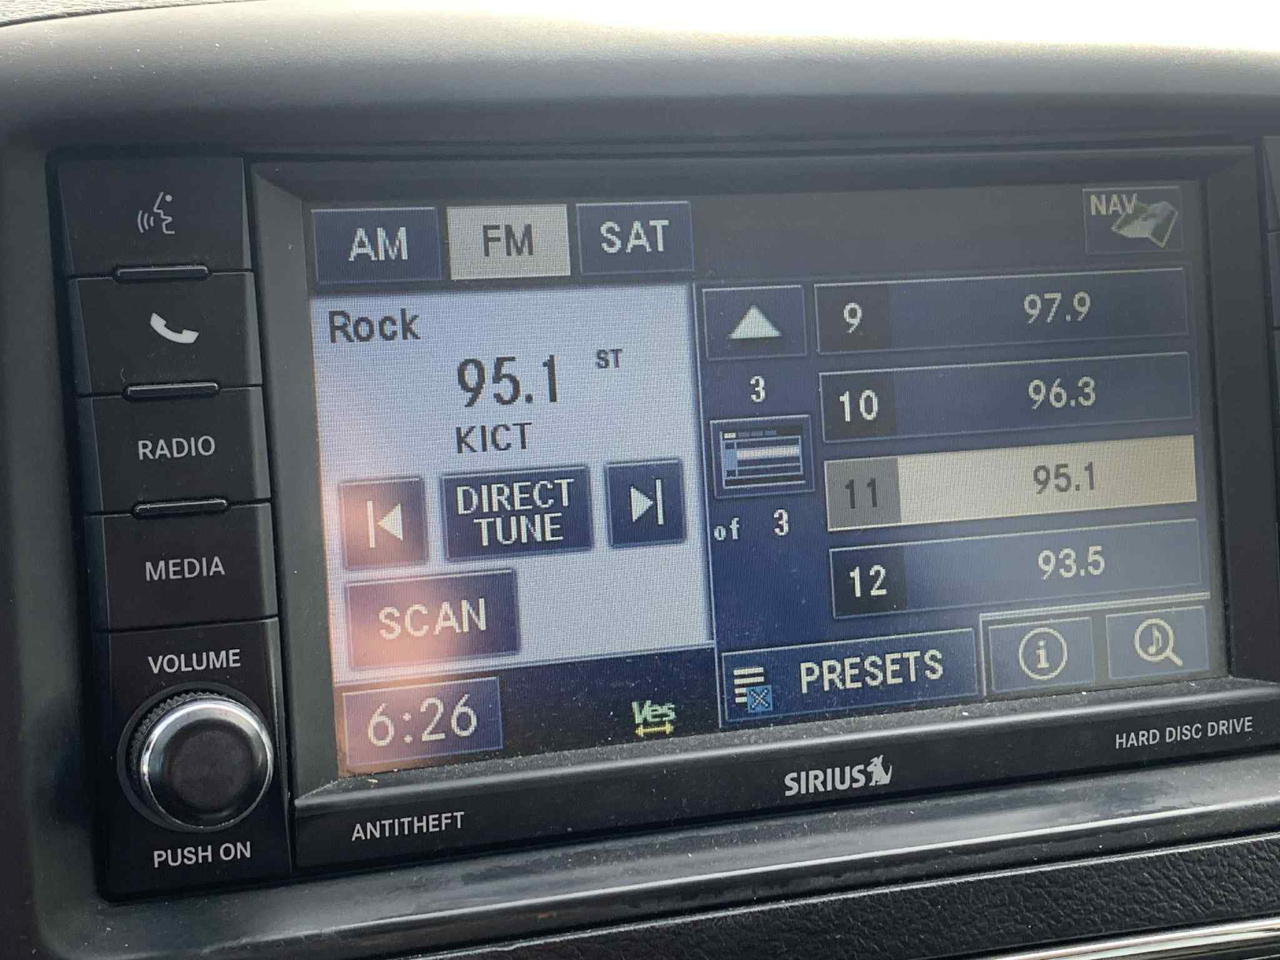 AM FM SAT
NAV
Rock
95.1 ST
KICT
DIRECT
TUNE
SCAN
6:26
Ves
3
of 3
9 97.9
10 96.3
11 95.1
12 93.5
PRESETS
i
RADIO
MEDIA
VOLUME
PUSH ON
ANTITHEFT
SIRIUS
HARD DISC DRIVE